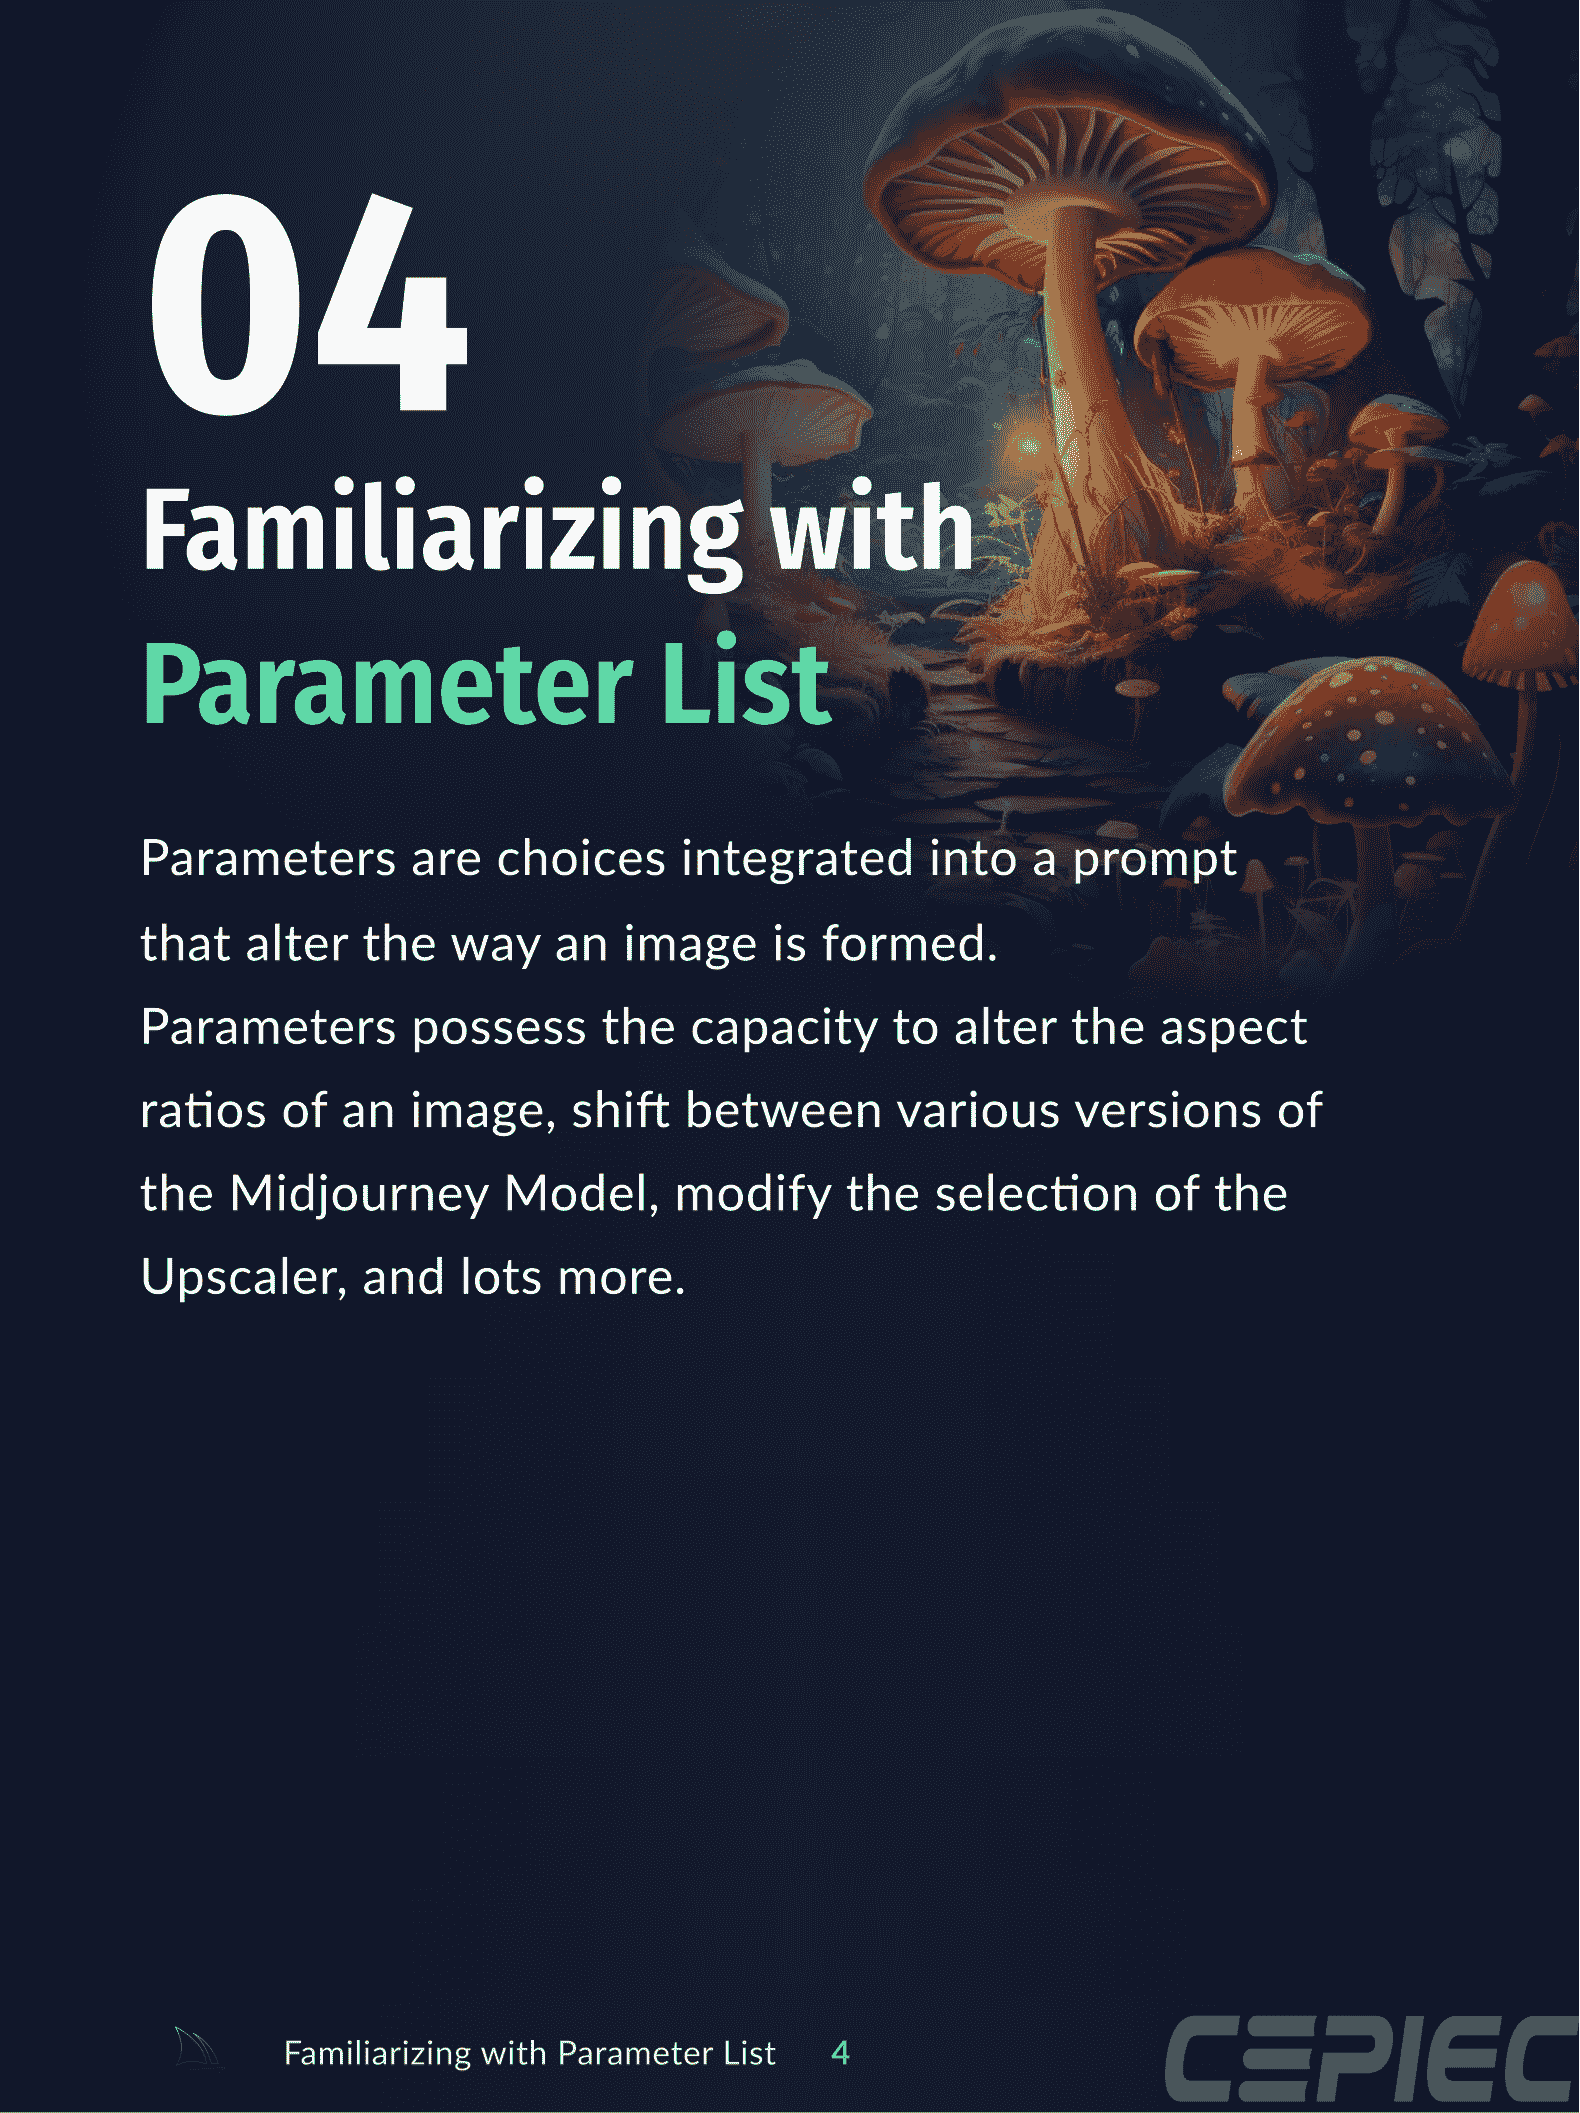 04
Familiarizing with
Parameter List
Parameters are choices integrated into a prompt
that alter the way an image is formed.
Parameters possess the capacity to alter the aspect
ratios of an image, shift between various versions of
the Midjourney Model, modify the selection of the
Upscaler, and lots more.
Familiarizing with Parameter List 4
CEPIEC